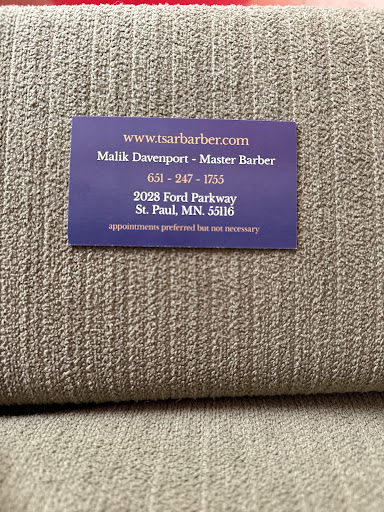 www.tsarbarber.com
Malik Davenport - Master Barber
651 - 247 - 1755
2028 Ford Parkway
St. Paul, MN. 55116
appointments preferred but not necessary